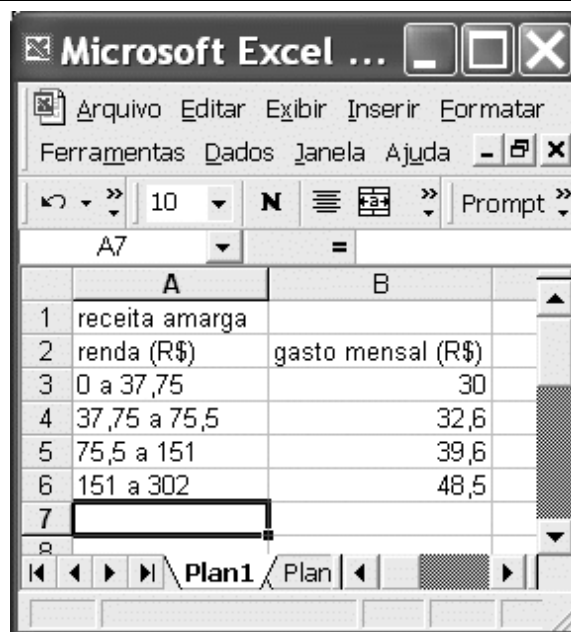 Microsoft Excel ...
Arquivo Editar Exibir Inserir Formatar
Ferramentas Dados Janela Ajuda
10 N Prompt
A7 =
A B
1 receita amarga
2 renda (R$) gasto mensal (R$)
3 0 a 37,75 30
4 37,75 a 75,5 32,6
5 75,5 a 151 39,6
6 151 a 302 48,5
7
8
Plan1 Plan